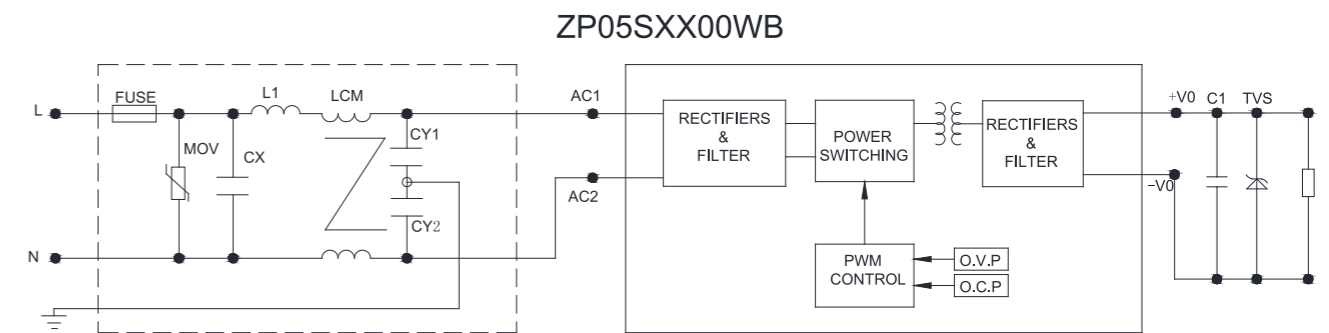 ZP05SXX00WB
L
FUSE
L1
LCM
MOV
CX
CY1
CY2
N
AC1
AC2
RECTIFIERS
&
FILTER
POWER
SWITCHING
RECTIFIERS
&
FILTER
PWM
CONTROL
O.V.P
O.C.P
+V0
C1
TVS
−V0